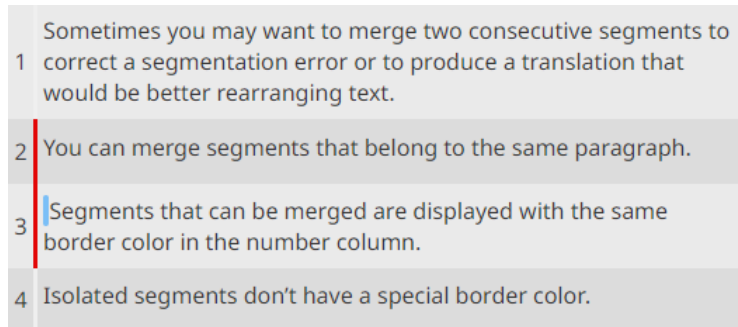 1
Sometimes you may want to merge two consecutive segments to
correct a segmentation error or to produce a translation that
would be better rearranging text.
2
You can merge segments that belong to the same paragraph.
3
Segments that can be merged are displayed with the same
border color in the number column.
4
Isolated segments don’t have a special border color.